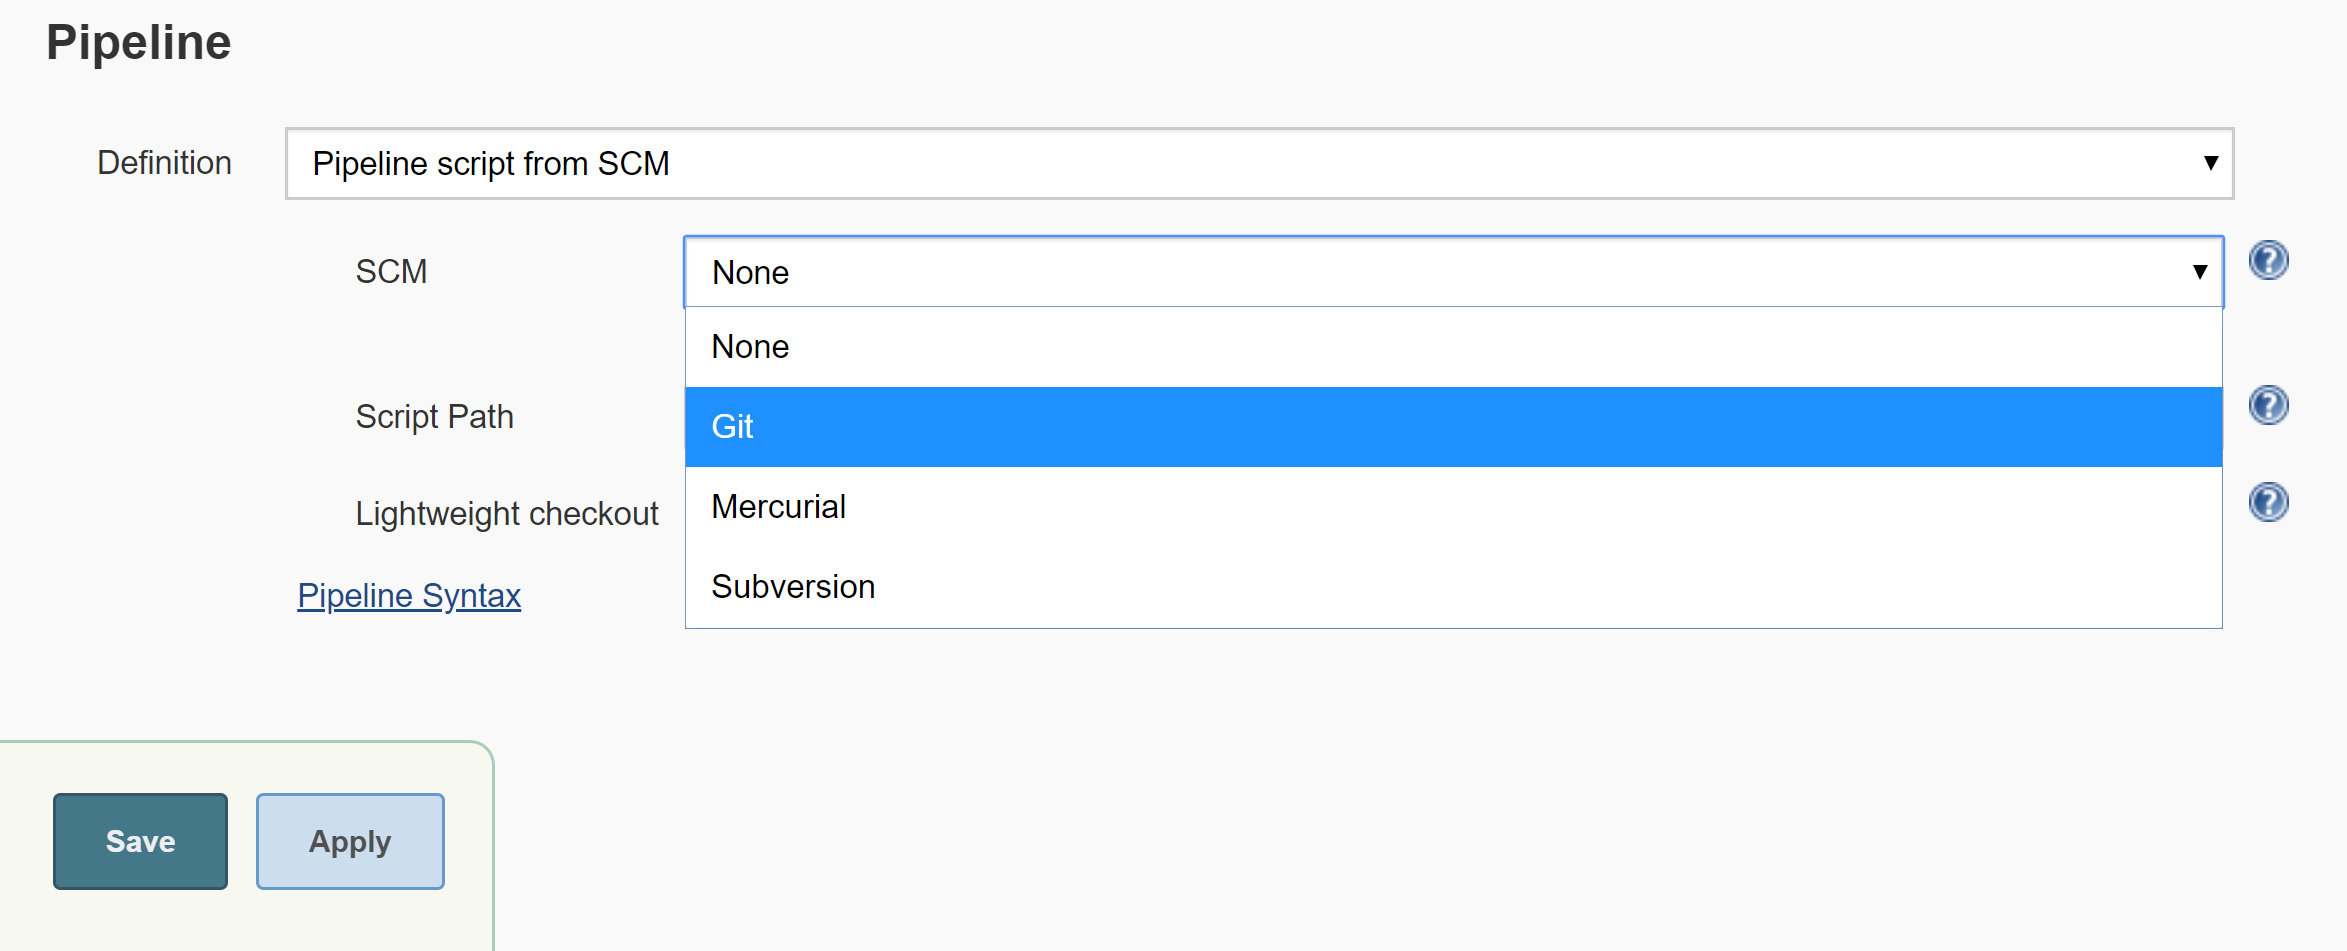 Pipeline
Definition
Pipeline script from SCM
SCM
None
None
Script Path
Git
Lightweight checkout
Mercurial
Pipeline Syntax
Subversion
Save
Apply